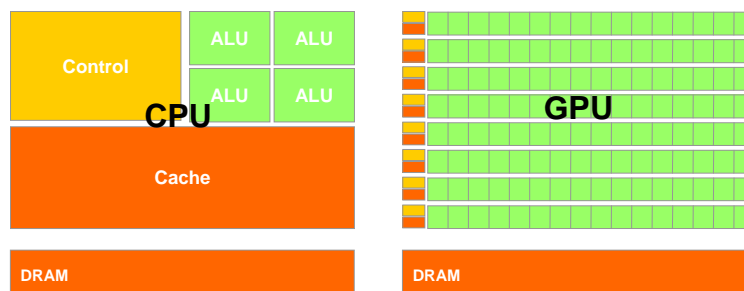 Control
ALU ALU
ALU ALU
CPU
Cache
DRAM
GPU
DRAM